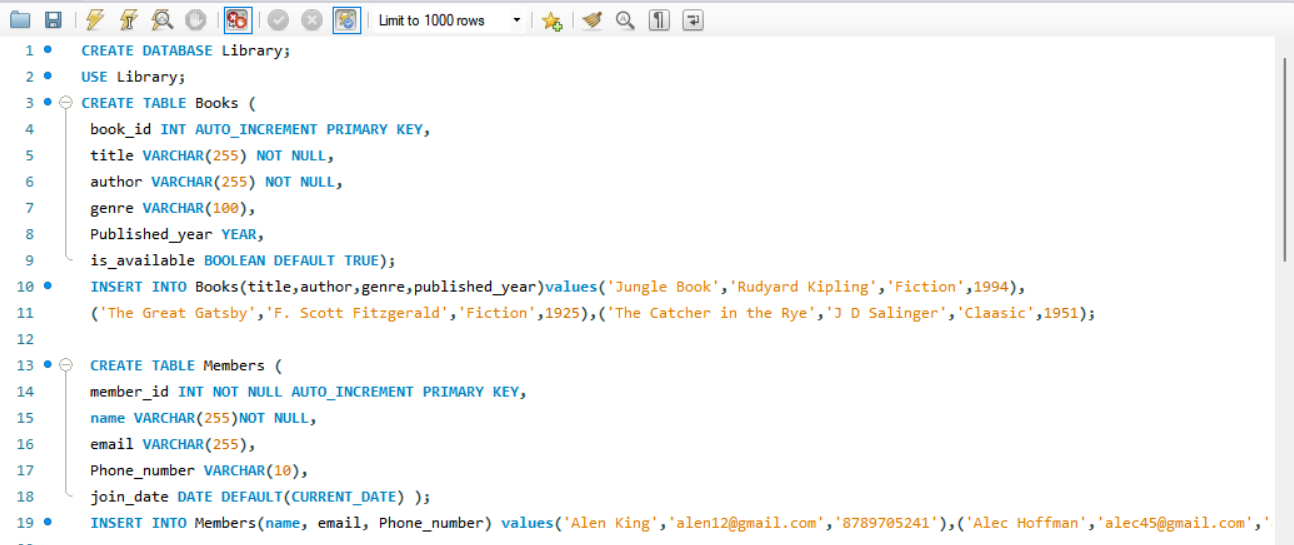 Limit to 1000 rows
1 CREATE DATABASE Library;
2 USE Library;
3 CREATE TABLE Books (
4 book_id INT AUTO_INCREMENT PRIMARY KEY,
5 title VARCHAR(255) NOT NULL,
6 author VARCHAR(255) NOT NULL,
7 genre VARCHAR(100),
8 Published_year YEAR,
9 is_available BOOLEAN DEFAULT TRUE);
10 INSERT INTO Books(title,author,genre,published_year)values('Jungle Book','Rudyard Kipling','Fiction',1994),
11 ('The Great Gatsby','F. Scott Fitzgerald','Fiction',1925),('The Catcher in the Rye','J D Salinger','Claasic',1951);
12
13 CREATE TABLE Members (
14 member_id INT NOT NULL AUTO_INCREMENT PRIMARY KEY,
15 name VARCHAR(255)NOT NULL,
16 email VARCHAR(255),
17 Phone_number VARCHAR(10),
18 join_date DATE DEFAULT(CURRENT_DATE) );
19 INSERT INTO Members(name, email, Phone_number) values('Alen King','alen12@gmail.com','8789705241'),('Alec Hoffman','alec45@gmail.com','